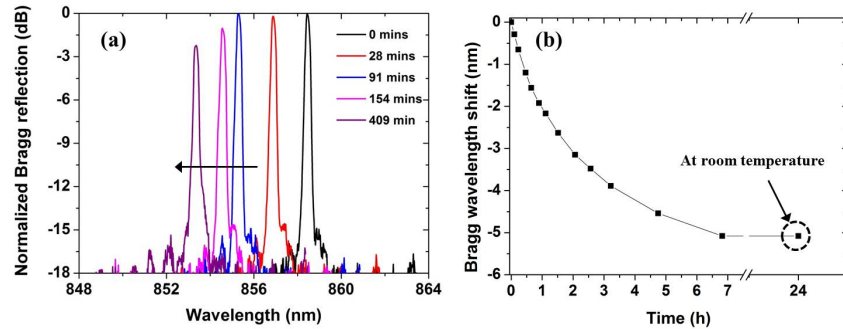 (a)
0 mins
28 mins
91 mins
154 mins
409 min
0
-3
-6
-9
-12
-15
-18
Normalized Bragg reflection (dB)
848 852 856 860 864
Wavelength (nm)
(b)
At room temperature
0
-1
-2
-3
-4
-5
-6
Bragg wavelength shift (nm)
0 1 2 3 4 5 6 7 24
Time (h)